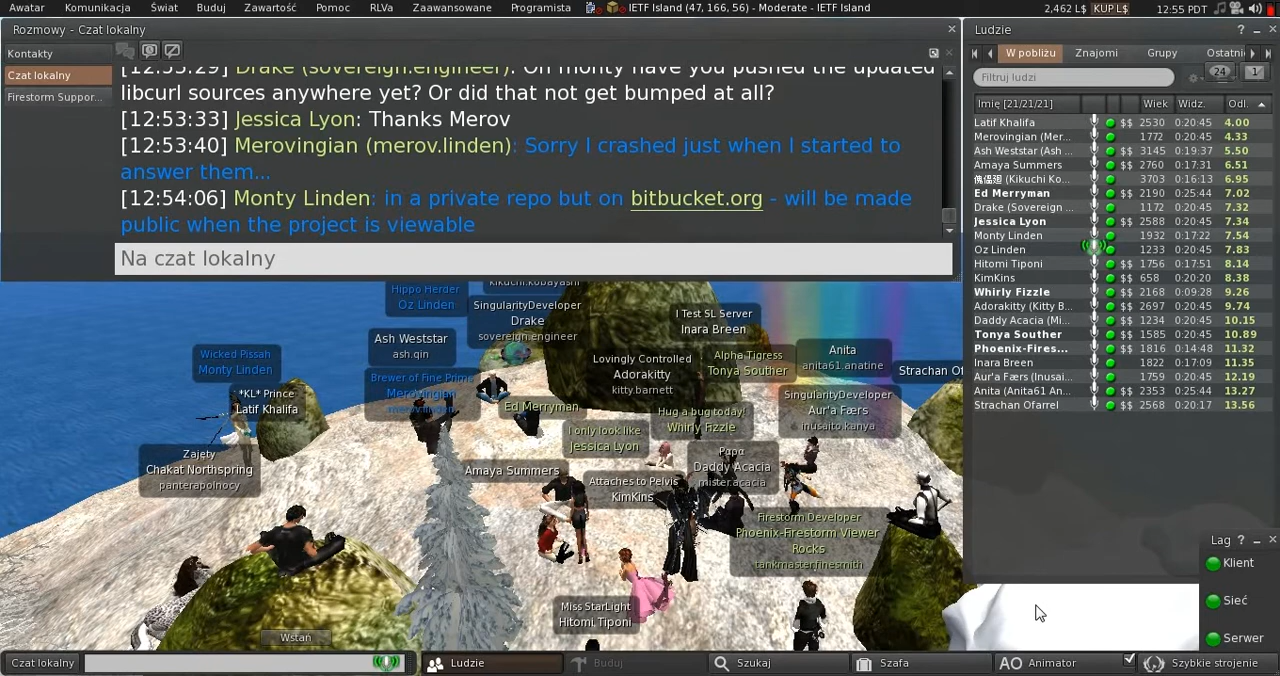 Awatar Komunikacja Świat Buduj Zawartość Pomoc RLVa Zaawansowane Programista IETF Island (47, 166, 56) - Moderate - IETF Island 2,462 L$ KUP L$ 12:55 PDT
Rozmowy - Czat lokalny
Kontakty
Czat lokalny
Firestorm Suppor...
[12:53:29] Drake (sovereign.engineer): Oh monty have you pushed the updated
libcurl sources anywhere yet? Or did that not get bumped at all?
[12:53:33] Jessica Lyon: Thanks Merov
[12:53:40] Merovingian (merov.linden): Sorry I crashed just when I started to
answer them...
[12:54:06] Monty Linden: in a private repo but on bitbucket.org - will be made
public when the project is viewable
Na czat lokalny
Ludzie
W pobliżu Znajomi Grupy Ostatni
Filtruj ludzi 24 1
Imię [21/21/21] Wiek Widz. Odl.
Latif Khalifa $$ 2530 0:20:45 4.00
Merovingian (Mer... 1772 0:20:45 4.33
Ash Weststar (Ash ... $$ 3145 0:19:37 5.50
Amaya Summers $$ 2760 0:17:31 6.51
(Kikuchi Ko... 3703 0:16:13 6.95
Ed Merryman $$ 2190 0:25:44 7.02
Drake (Sovereign ... 1172 0:20:45 7.32
Jessica Lyon $$ 2588 0:20:45 7.34
Monty Linden 1932 0:17:22 7.54
Oz Linden 1233 0:20:45 7.83
Hitomi Tiponi $$ 1756 0:17:51 8.14
KimKins $$ 658 0:20:20 8.38
Whirly Fizzle $$ 2168 0:09:28 9.26
Adorakitty (Kitty B... $$ 2697 0:20:45 9.74
Daddy Acacia (Mi... $$ 1234 0:20:45 10.15
Tonya Souther $$ 1585 0:20:45 10.89
Phoenix-Fires... $$ 1816 0:14:48 11.32
Inara Breen 1822 0:17:09 11.35
Aur'a Færs (Inusai... 1759 0:20:45 12.19
Anita (Anita61 An... $$ 2353 0:25:44 13.27
Strachan Ofarrel $$ 2568 0:20:17 13.56
Kikuchi.kobayashi
Hippo Herder
Oz Linden
SingularityDeveloper
Drake
sovereign.engineer
I Test SL Server
Inara Breen
Ash Weststar
ash.qin
Wicked Pissah
Monty Linden
Lovingly Controlled
Adorakitty
kitty.barnett
Alpha Tigress
Tonya Souther
Anita
anita61.anatine
Strachan Of
Brewer of Fine Prims
Merovingian
merov.linden
*KL* Prince
Latif Khalifa
Ed Merryman
Hug a bug today!
Whirly Fizzle
SingularityDeveloper
Aur'a Færs
inusaito.kanya
I only look like
Jessica Lyon
Zajęty
Chakat Northspring
panterapolnocy
Amaya Summers
Attaches to Pelvis
KimKins
Papa
Daddy Acacia
mister.acacia
Firestorm Developer
Phoenix-Firestorm Viewer
Rocks
tankmaster.finesmith
Miss StarLight
Hitomi Tiponi
Wstań
Lag
Klient
Sieć
Serwer
Czat lokalny Ludzie Buduj Szukaj Szafa AO Animator Szybkie strojenie